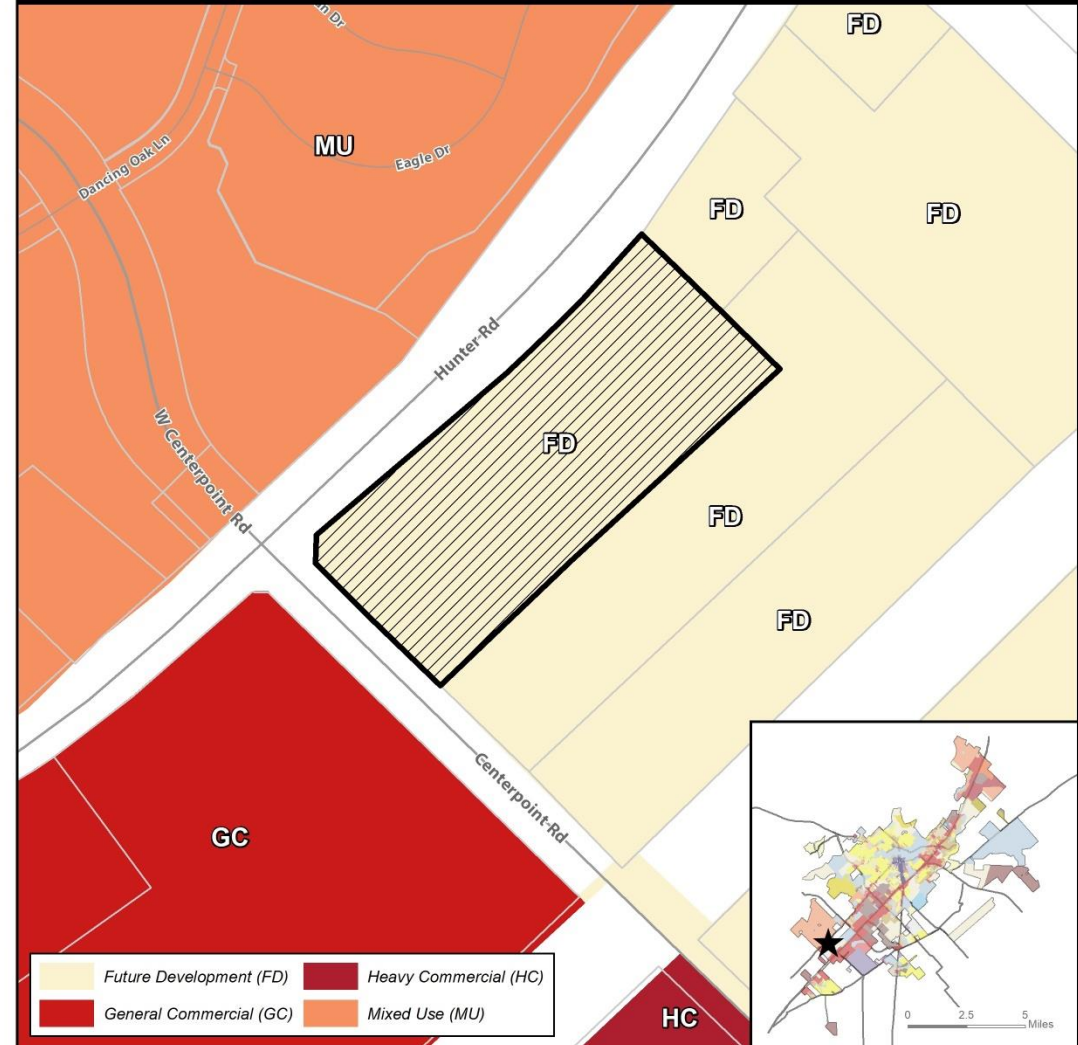 n Dr
FD
Dancing Oak Ln
MU
Eagle Dr
FD
FD
Hunter Rd
W Centerpoint Rd
FD
FD
FD
Centerpoint Rd
GC
Future Development (FD)
Heavy Commercial (HC)
General Commercial (GC)
Mixed Use (MU)
HC
0 2.5 5
Miles